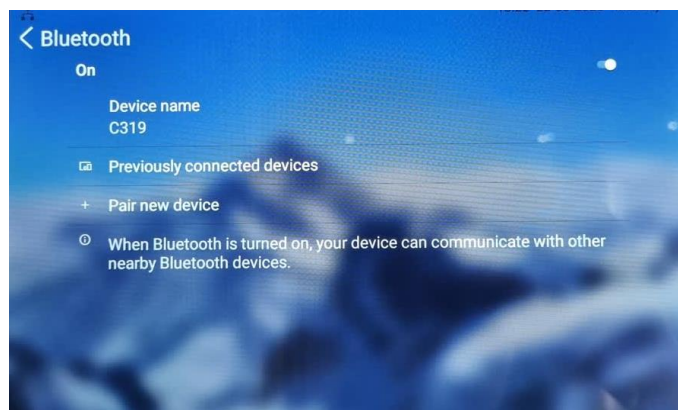 Bluetooth
On
Device name
C319
Previously connected devices
Pair new device
When Bluetooth is turned on, your device can communicate with other
nearby Bluetooth devices.